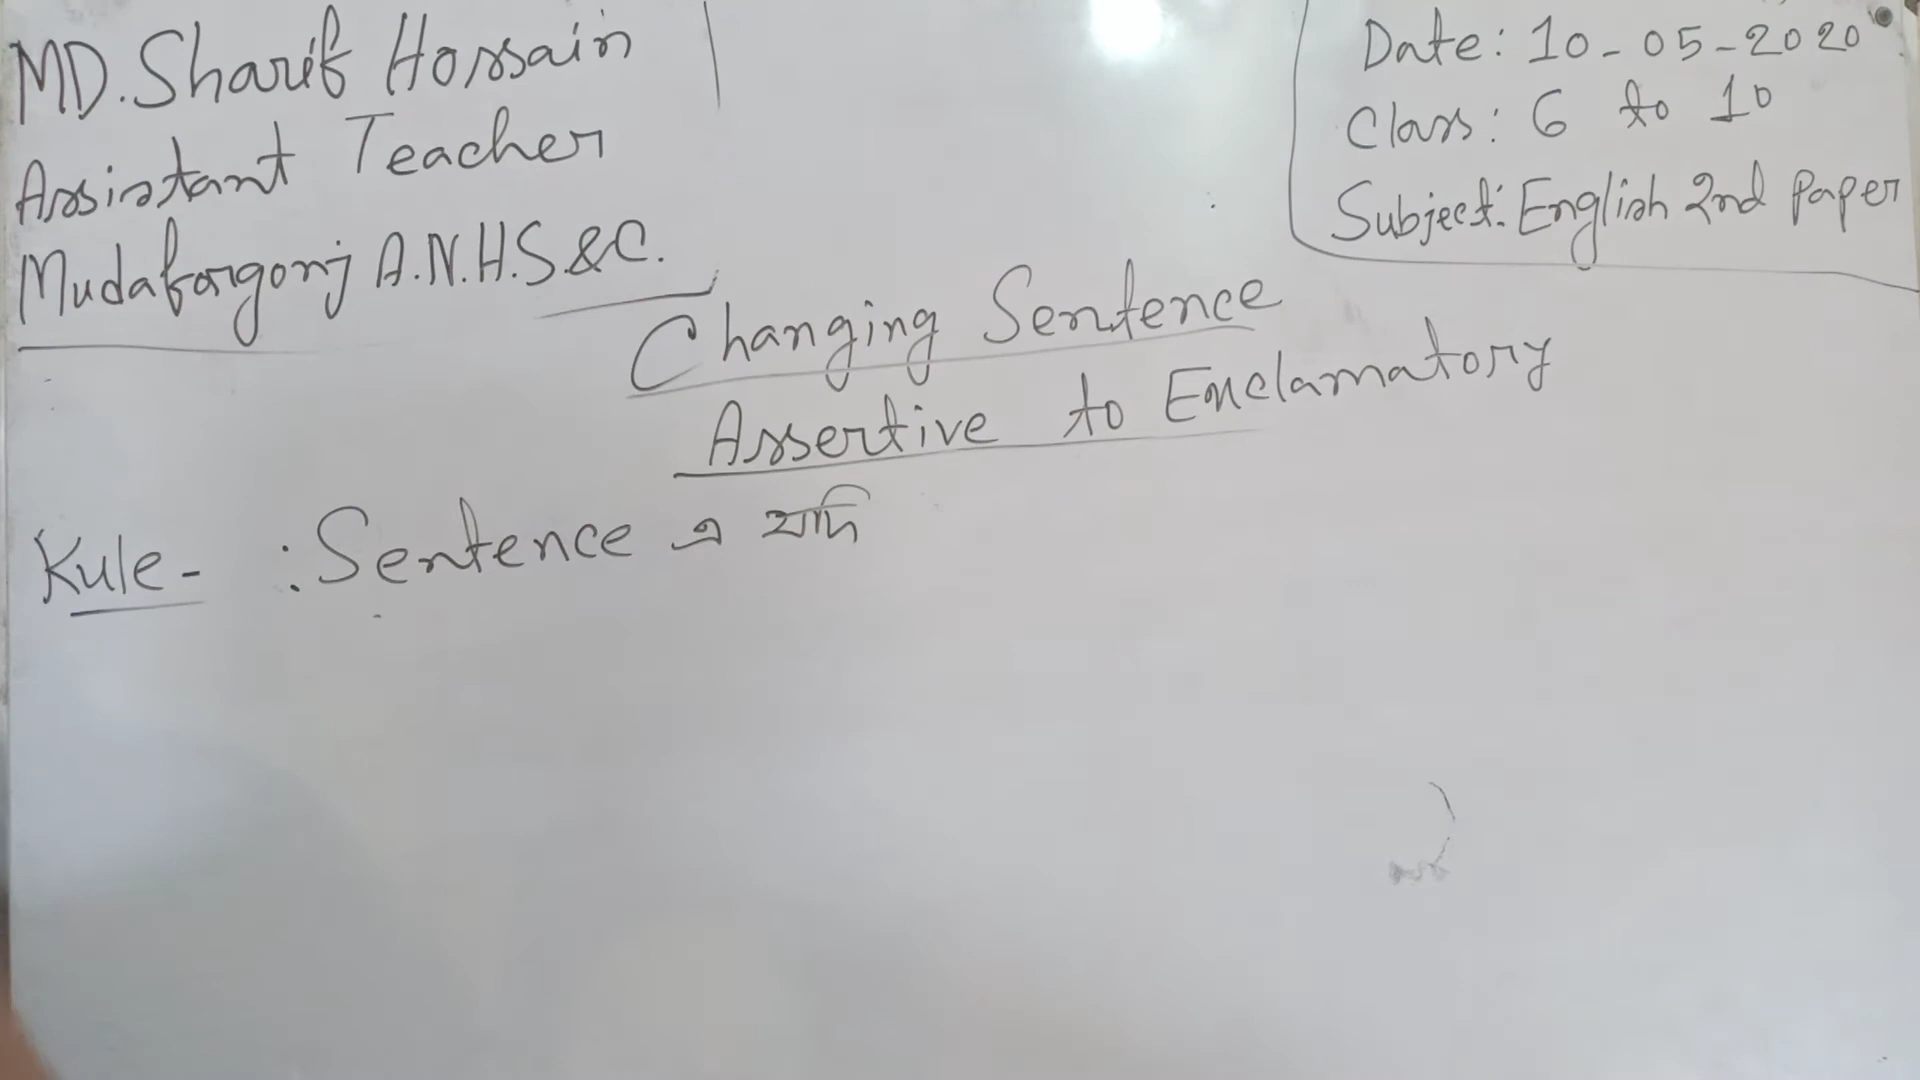 MD. Sharif Hossain
Assistant Teacher
Mudafargonj A.N.H.S.&C.
Date: 10-05-2020
Class: 6 to 10
Subject: English 2nd paper
Changing Sentence
Assertive to Exclamatory
Rule- : Sentence এ যদি